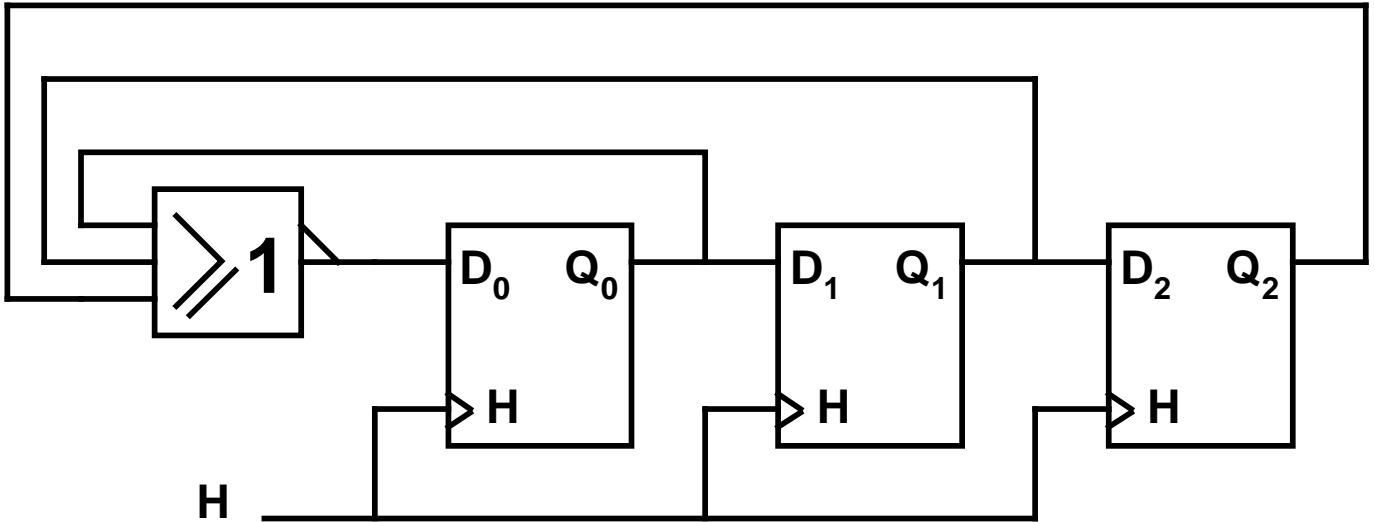 ≥1
D₀ Q₀ D₁ Q₁ D₂ Q₂
H H H
H